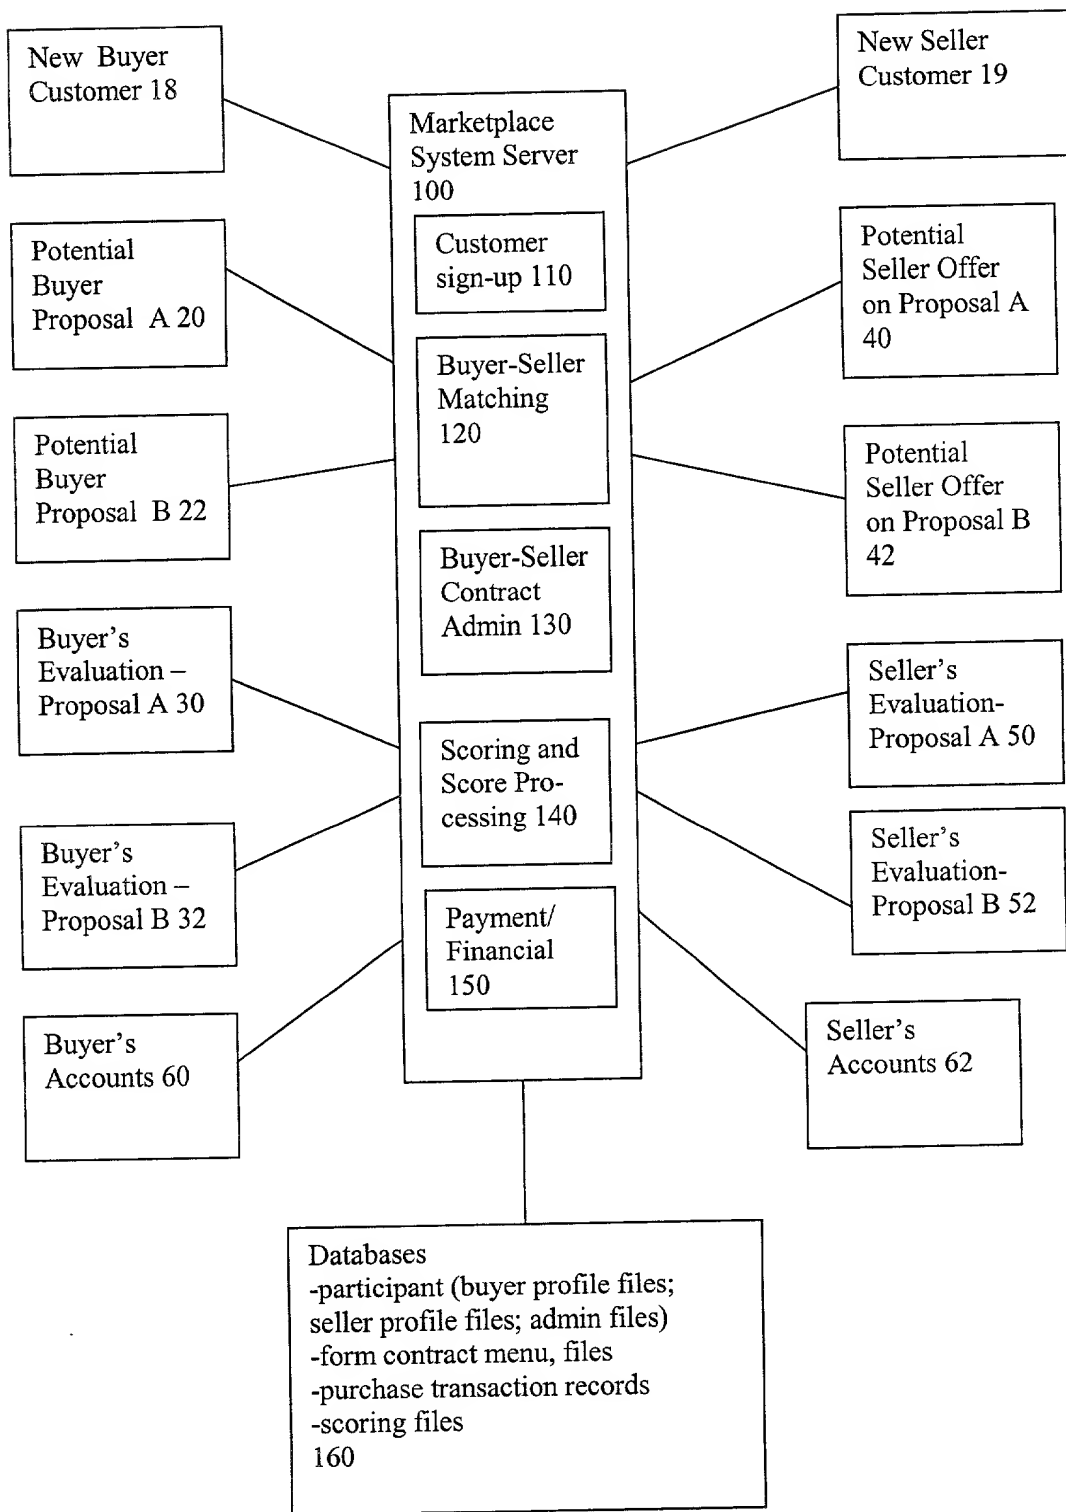 New Buyer
Customer 18
New Seller
Customer 19
Marketplace
System Server
100
Customer
sign-up 110
Potential
Buyer
Proposal A 20
Potential
Seller Offer
on Proposal A
40
Buyer-Seller
Matching
120
Potential
Buyer
Proposal B 22
Potential
Seller Offer
on Proposal B
42
Buyer-Seller
Contract
Admin 130
Buyer's
Evaluation –
Proposal A 30
Seller's
Evaluation-
Proposal A 50
Scoring and
Score Pro-
cessing 140
Buyer's
Evaluation –
Proposal B 32
Seller's
Evaluation-
Proposal B 52
Payment/
Financial
150
Buyer's
Accounts 60
Seller's
Accounts 62
Databases
-participant (buyer profile files;
seller profile files; admin files)
-form contract menu, files
-purchase transaction records
-scoring files
160